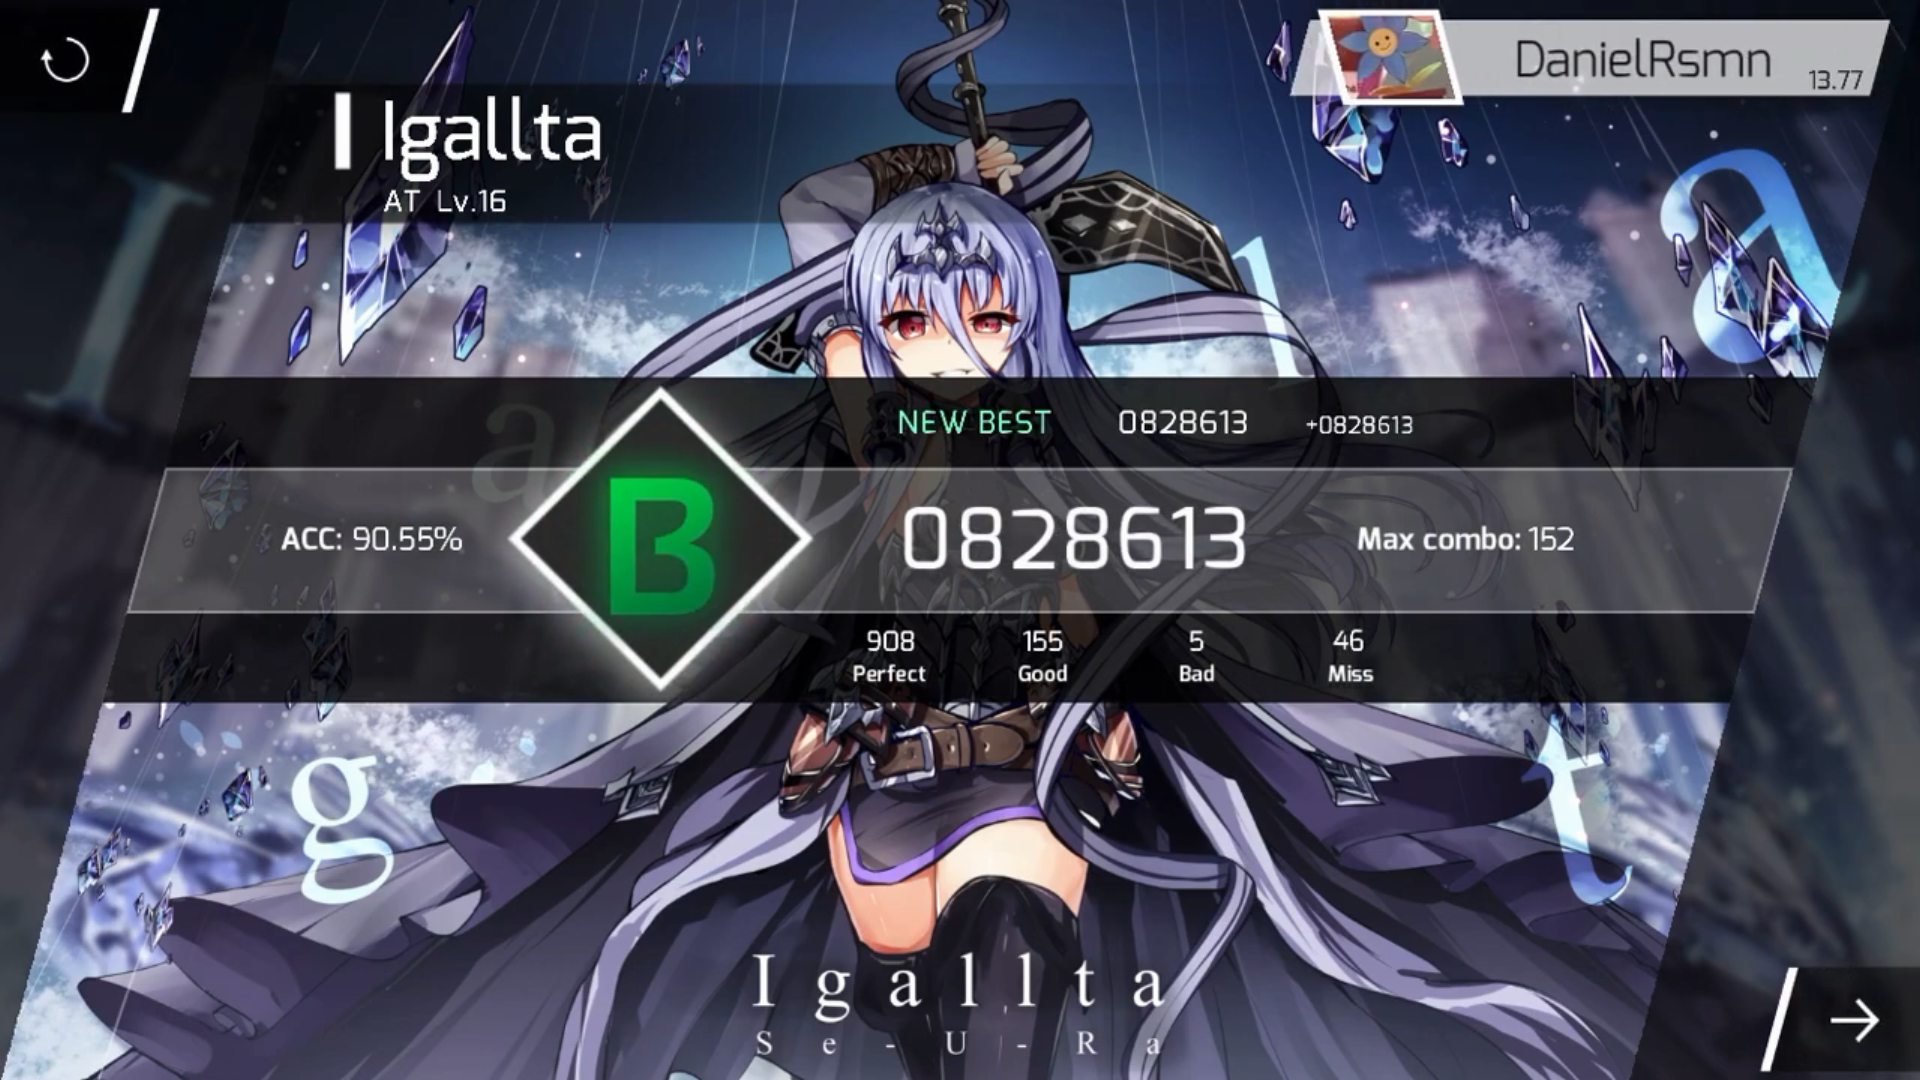 DanielRsmn
13.77
Igallta
AT Lv.16
I
g
a
l
l
t
a
NEW BEST 0828613 +0828613
ACC: 90.55%
B
0828613
Max combo: 152
908 155 5 46
Perfect Good Bad Miss
Igallta
Se-U-Ra